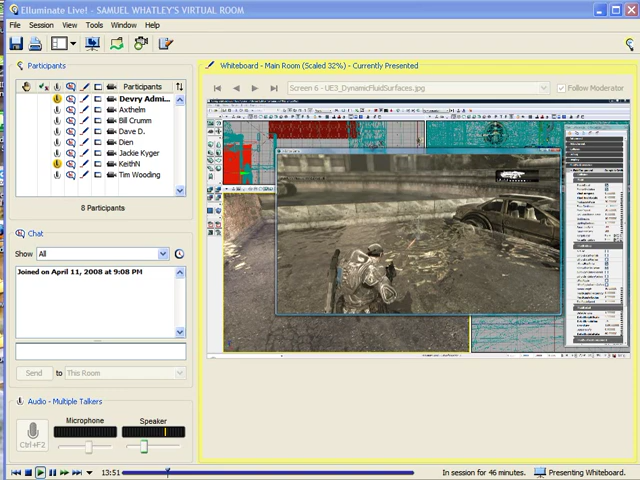 Elluminate Live! - SAMUEL WHATLEY'S VIRTUAL ROOM
File Session View Tools Window Help
Participants
Participants
Devry Admi...
Axthelm
Bill Crumm
Dave D.
Dien
Jackie Kyger
KeithN
Tim Wooding
8 Participants
Chat
Show All
Joined on April 11, 2008 at 9:08 PM
Send to This Room
Audio - Multiple Talkers
Microphone Speaker
Ctrl+F2
Whiteboard - Main Room (Scaled 32%) - Currently Presented
Screen 6 - UE3_DynamicFluidSurfaces.jpg
Follow Moderator
13:51
In session for 46 minutes.
Presenting Whiteboard.